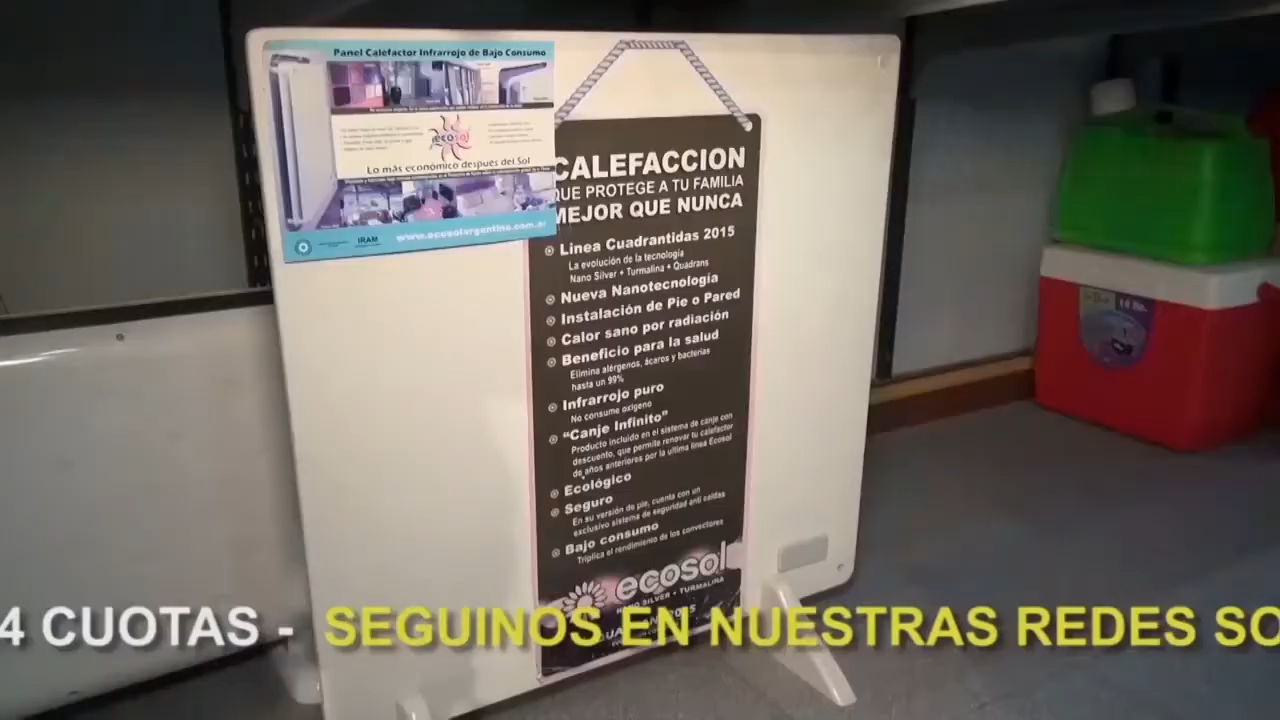 Panel Calefactor Infrarrojo de Bajo Consumo
ecosol
Lo más económico después del Sol
IRAM
www.ecosolargentina.com.ar
CALEFACCION
QUE PROTEGE A TU FAMILIA
MEJOR QUE NUNCA
Linea Cuadrantidas 2015
La evolución de la tecnología
Nano Silver • Turmalina • Quadrans
Nueva Nanotecnología
Instalación de Pie o Pared
Calor sano por radiación
Beneficio para la salud
Elimina alérgenos, ácaros y bacterias
hasta un 99%
Infrarrojo puro
No consume oxigeno
"Canje Infinito"
Producto incluido en el sistema de canje con
descuento, que permite renovar tu calefactor
de años anteriores por la ultima linea Ecosol
Ecológico
Seguro
En su versión de pie, cuenta con un
exclusivo sistema de seguridad anti caídas
Bajo consumo
Triplica el rendimiento de los convectores
ecosol
NANO SILVER • TURMALINA
4 CUOTAS - SEGUINOS EN NUESTRAS REDES SO